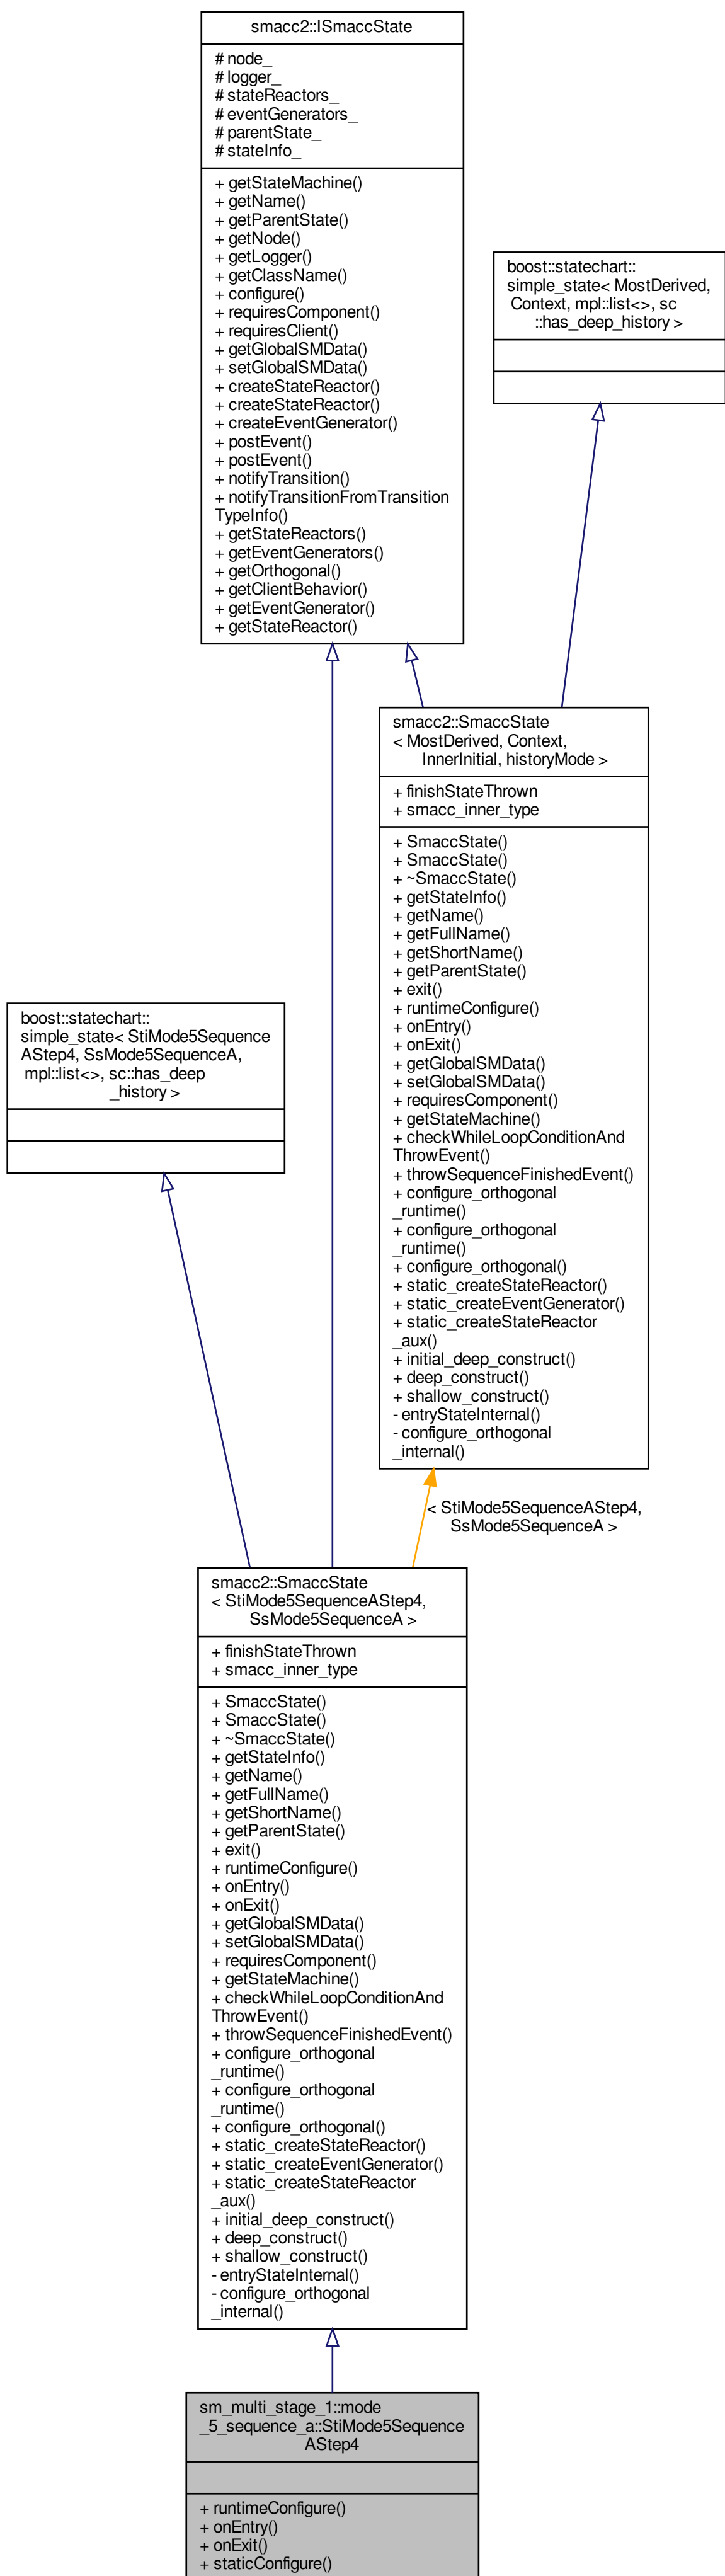 smacc2::ISmaccState
# node_
# logger_
# stateReactors_
# eventGenerators_
# parentState_
# stateInfo_
+ getStateMachine()
+ getName()
+ getParentState()
+ getNode()
+ getLogger()
+ getClassName()
+ configure()
+ requiresComponent()
+ requiresClient()
+ getGlobalSMData()
+ setGlobalSMData()
+ createStateReactor()
+ createStateReactor()
+ createEventGenerator()
+ postEvent()
+ postEvent()
+ notifyTransition()
+ notifyTransitionFromTransition
TypeInfo()
+ getStateReactors()
+ getEventGenerators()
+ getOrthogonal()
+ getClientBehavior()
+ getEventGenerator()
+ getStateReactor()
boost::statechart::
simple_state< MostDerived,
Context, mpl::list<>, sc
::has_deep_history >
smacc2::SmaccState
< MostDerived, Context,
InnerInitial, historyMode >
+ finishStateThrown
+ smacc_inner_type
+ SmaccState()
+ SmaccState()
+ ~SmaccState()
+ getStateInfo()
+ getName()
+ getFullName()
+ getShortName()
+ getParentState()
+ exit()
+ runtimeConfigure()
+ onEntry()
+ onExit()
+ getGlobalSMData()
+ setGlobalSMData()
+ requiresComponent()
+ getStateMachine()
+ checkWhileLoopConditionAnd
ThrowEvent()
+ throwSequenceFinishedEvent()
+ configure_orthogonal
_runtime()
+ configure_orthogonal
_runtime()
+ configure_orthogonal()
+ static_createStateReactor()
+ static_createEventGenerator()
+ static_createStateReactor
_aux()
+ initial_deep_construct()
+ deep_construct()
+ shallow_construct()
- entryStateInternal()
- configure_orthogonal
_internal()
boost::statechart::
simple_state< StiMode5Sequence
AStep4, SsMode5SequenceA,
mpl::list<>, sc::has_deep
_history >
< StiMode5SequenceAStep4,
SsMode5SequenceA >
smacc2::SmaccState
< StiMode5SequenceAStep4,
SsMode5SequenceA >
+ finishStateThrown
+ smacc_inner_type
+ SmaccState()
+ SmaccState()
+ ~SmaccState()
+ getStateInfo()
+ getName()
+ getFullName()
+ getShortName()
+ getParentState()
+ exit()
+ runtimeConfigure()
+ onEntry()
+ onExit()
+ getGlobalSMData()
+ setGlobalSMData()
+ requiresComponent()
+ getStateMachine()
+ checkWhileLoopConditionAnd
ThrowEvent()
+ throwSequenceFinishedEvent()
+ configure_orthogonal
_runtime()
+ configure_orthogonal
_runtime()
+ configure_orthogonal()
+ static_createStateReactor()
+ static_createEventGenerator()
+ static_createStateReactor
_aux()
+ initial_deep_construct()
+ deep_construct()
+ shallow_construct()
- entryStateInternal()
- configure_orthogonal
_internal()
sm_multi_stage_1::mode
_5_sequence_a::StiMode5Sequence
AStep4
+ runtimeConfigure()
+ onEntry()
+ onExit()
+ staticConfigure()